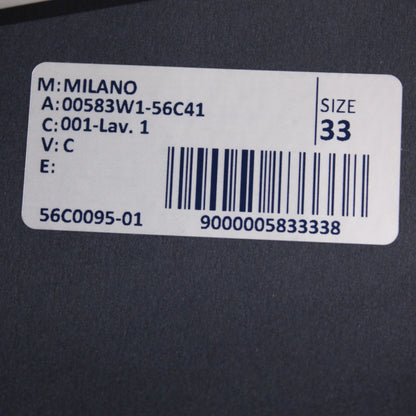 M: MILANO
A: 00583W1-56C41
C: 001-Lav. 1
V: C
E:
SIZE
33
56C0095-01
9000005833338